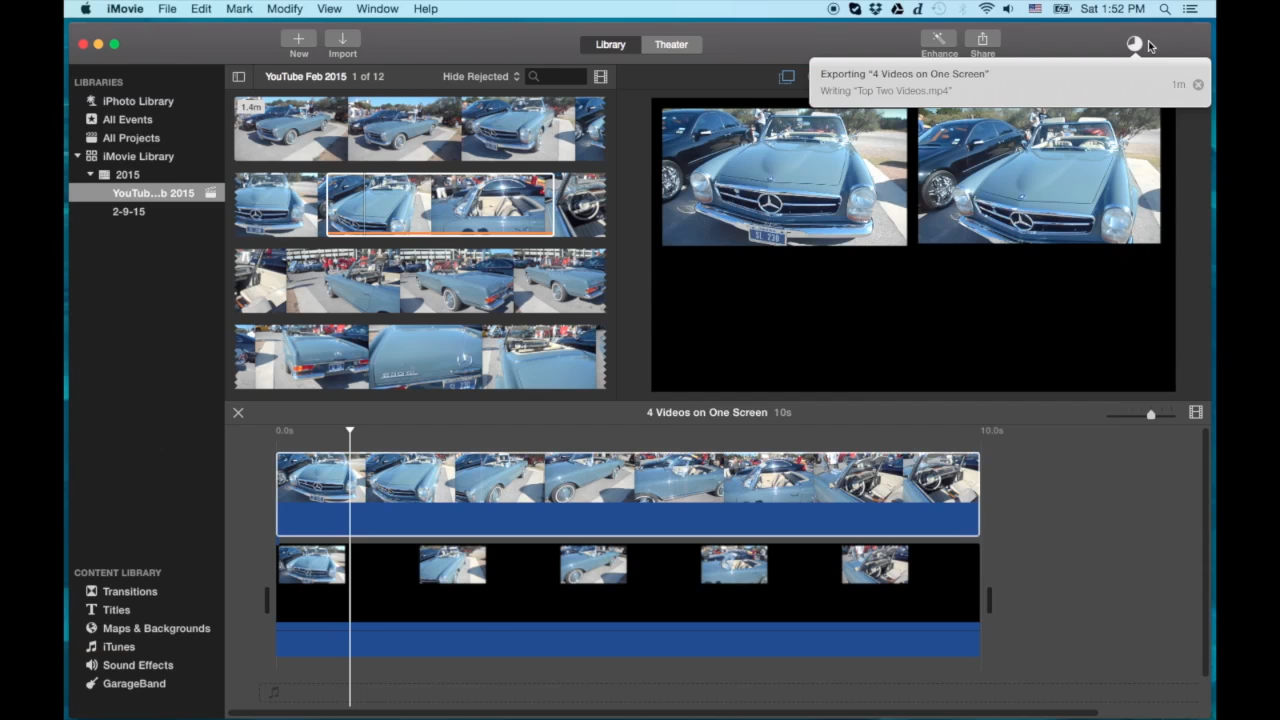 iMovie File Edit Mark Modify View Window Help Sat 1:52 PM
New Import Library Theater Enhance Share
Exporting “4 Videos on One Screen”
Writing “Top Two Videos.mp4”
1m
LIBRARIES
iPhoto Library
All Events
All Projects
iMovie Library
2015
YouTub...b 2015
2-9-15
YouTube Feb 2015 1 of 12 Hide Rejected
1.4m
SL 230
4 Videos on One Screen 10s
0.0s 10.0s
CONTENT LIBRARY
Transitions
Titles
Maps & Backgrounds
iTunes
Sound Effects
GarageBand